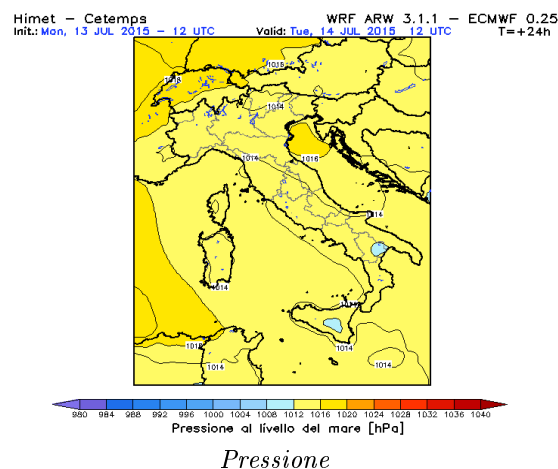 Himet – Cetemps WRF ARW 3.1.1 – ECMWF 0.25
Init.: Mon, 13 JUL 2015 – 12 UTC Valid: Tue, 14 JUL 2015 12 UTC T=+24h
1016
1014
1014
1016
1014
1014
1014
1014
1014
1014
980 984 988 992 996 1000 1004 1008 1012 1016 1020 1024 1028 1032 1036 1040
Pressione al livello del mare [hPa]
Pressione